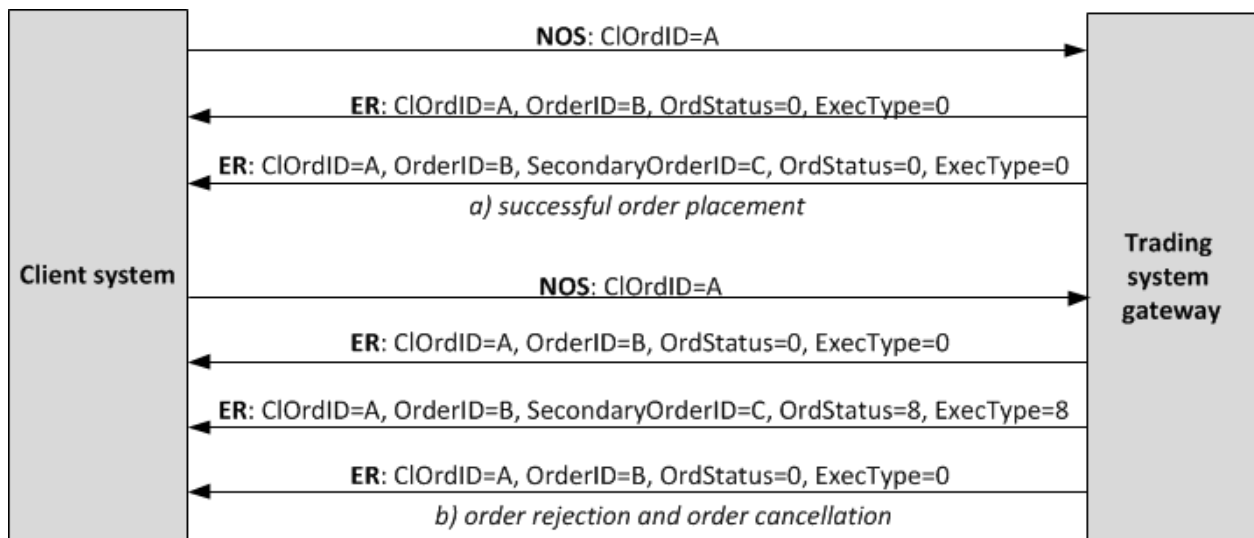 NOS: ClOrdID=A
ER: ClOrdID=A, OrderID=B, OrdStatus=0, ExecType=0
ER: ClOrdID=A, OrderID=B, SecondaryOrderID=C, OrdStatus=0, ExecType=0
a) successful order placement
Client system
Trading
system
gateway
NOS: ClOrdID=A
ER: ClOrdID=A, OrderID=B, OrdStatus=0, ExecType=0
ER: ClOrdID=A, OrderID=B, SecondaryOrderID=C, OrdStatus=8, ExecType=8
ER: ClOrdID=A, OrderID=B, OrdStatus=0, ExecType=0
b) order rejection and order cancellation